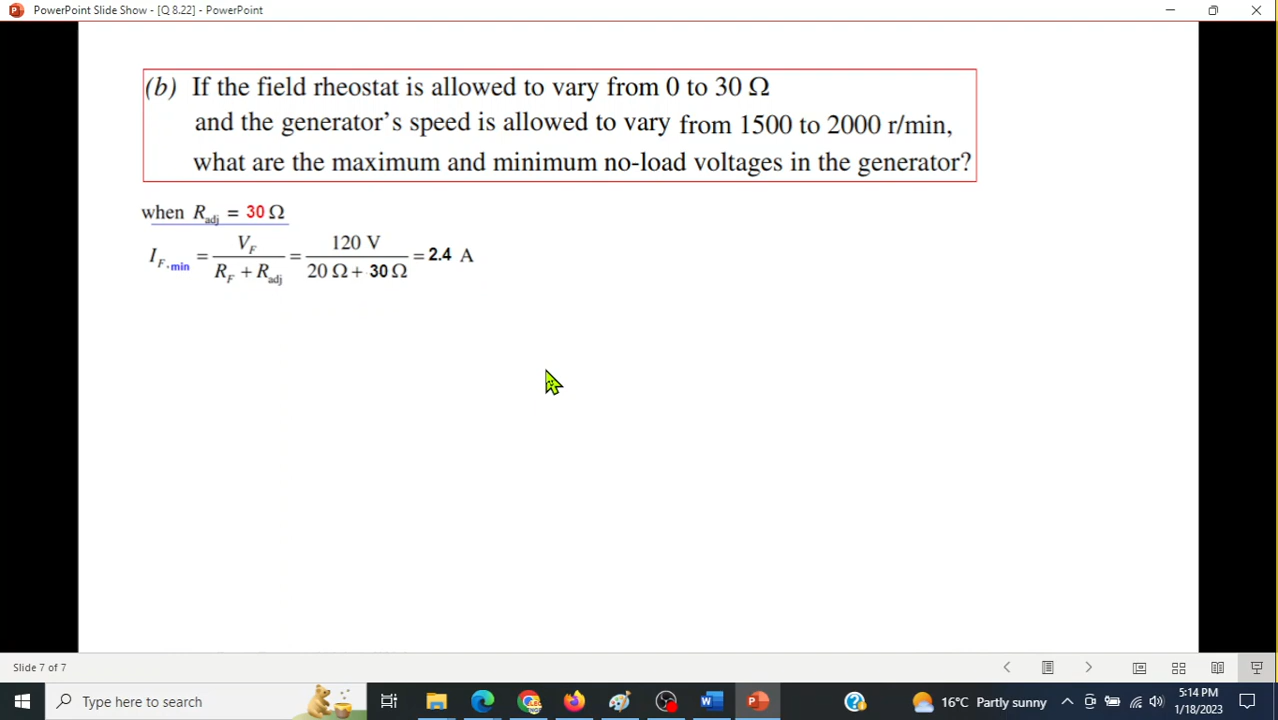 PowerPoint Slide Show - [Q 8.22] - PowerPoint
(b) If the field rheostat is allowed to vary from 0 to 30 Ω
and the generator's speed is allowed to vary from 1500 to 2000 r/min,
what are the maximum and minimum no-load voltages in the generator?
when R_adj = 30 Ω
I_F.min = V_F / (R_F + R_adj) = 120 V / (20 Ω + 30 Ω) = 2.4 A
Slide 7 of 7
Type here to search
16°C Partly sunny
5:14 PM
1/18/2023